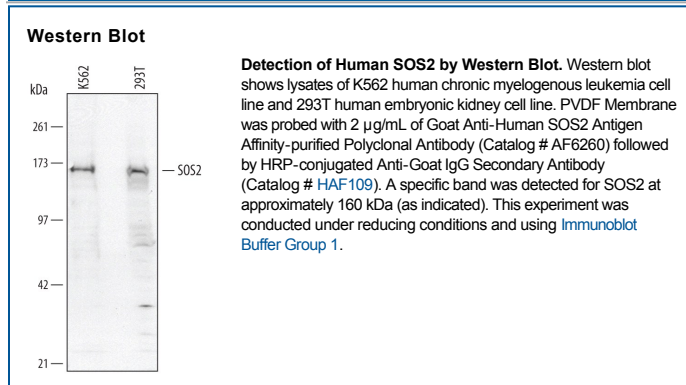 Western Blot
kDa
K562
293T
261
173
SOS2
97
42
21
Detection of Human SOS2 by Western Blot. Western blot
shows lysates of K562 human chronic myelogenous leukemia cell
line and 293T human embryonic kidney cell line. PVDF Membrane
was probed with 2 µg/mL of Goat Anti-Human SOS2 Antigen
Affinity-purified Polyclonal Antibody (Catalog # AF6260) followed
by HRP-conjugated Anti-Goat IgG Secondary Antibody
(Catalog # HAF109). A specific band was detected for SOS2 at
approximately 160 kDa (as indicated). This experiment was
conducted under reducing conditions and using Immunoblot
Buffer Group 1.